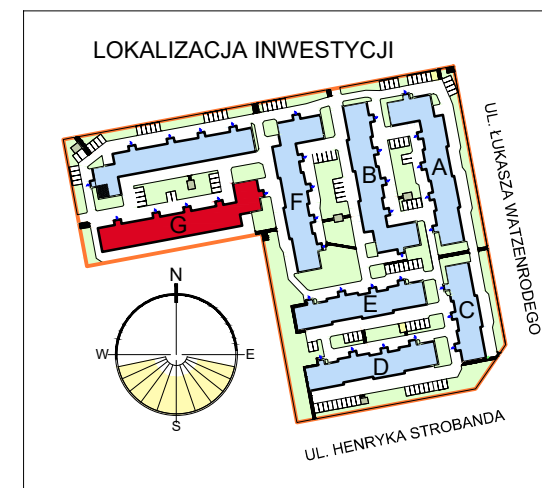 LOKALIZACJA INWESTYCJI
A
B
F
G
E
C
D
N
W
E
S
UL. ŁUKASZA WATZENRODEGO
UL. HENRYKA STROBANDA